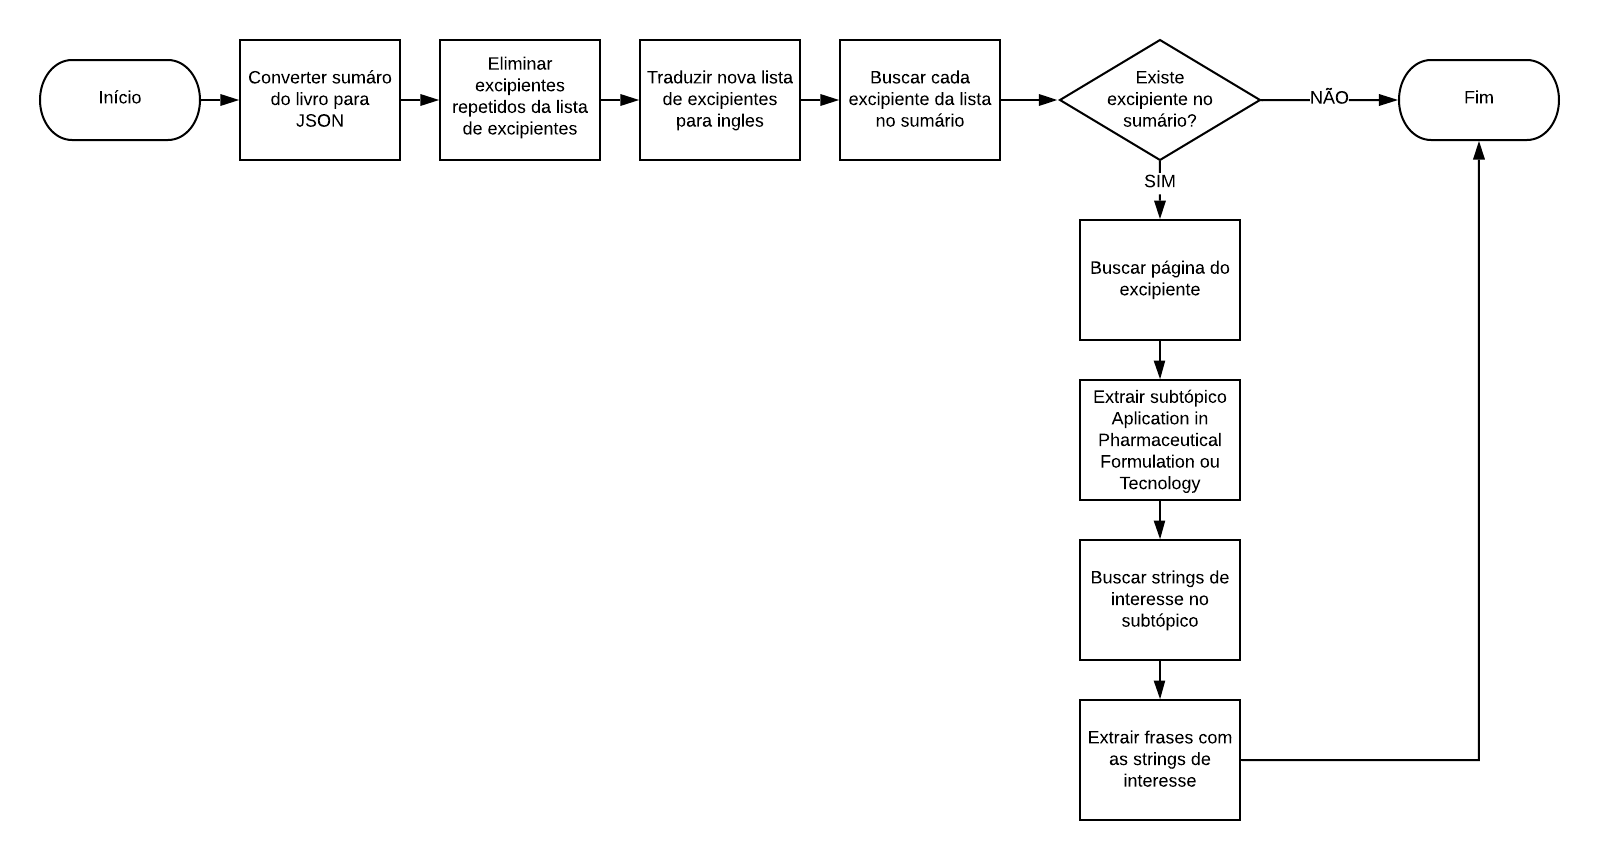 Início
Converter sumáro
do livro para
JSON
Eliminar
excipientes
repetidos da lista
de excipientes
Traduzir nova lista
de excipientes
para ingles
Buscar cada
excipiente da lista
no sumário
Existe
excipiente no
sumário?
NÃO
Fim
SIM
Buscar página do
excipiente
Extrair subtópico
Aplication in
Pharmaceutical
Formulation ou
Tecnology
Buscar strings de
interesse no
subtópico
Extrair frases com
as strings de
interesse